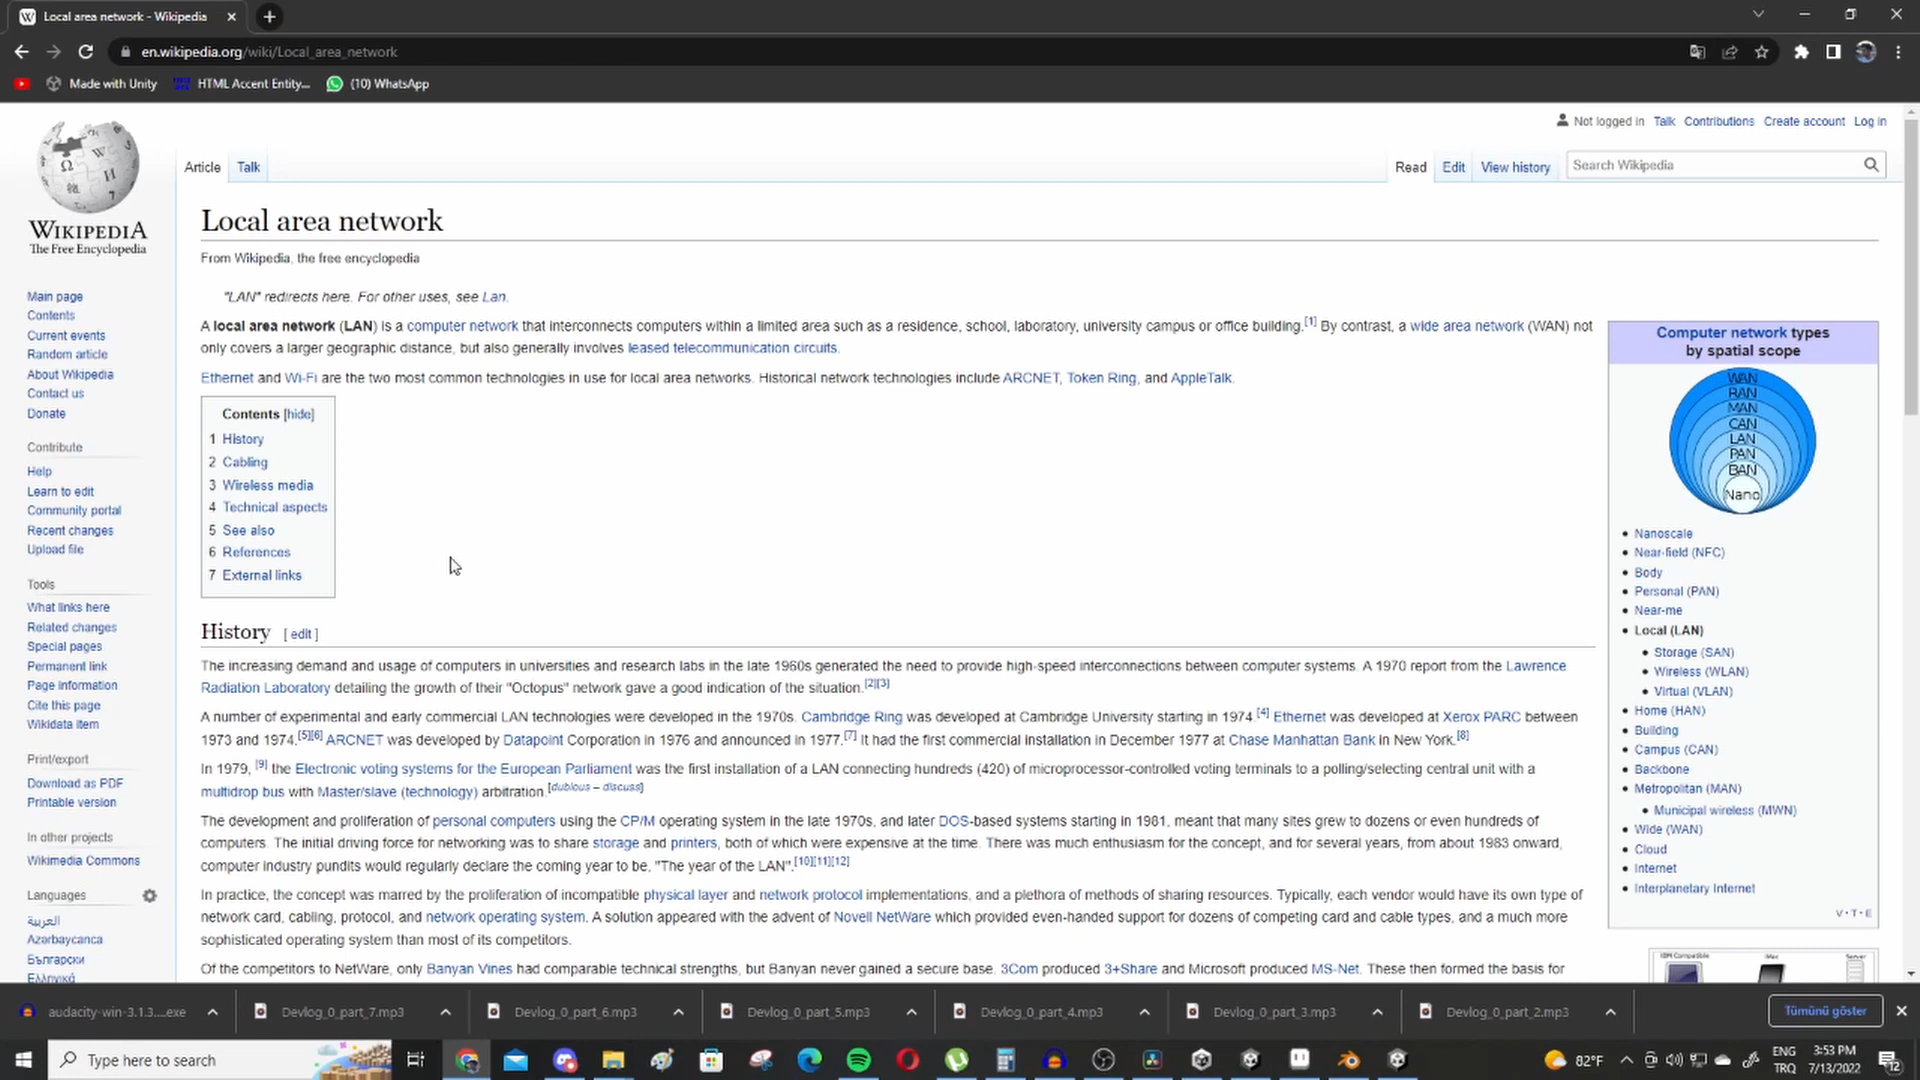 Local area network - Wikipedia
en.wikipedia.org/wiki/Local_area_network
Made with Unity
HTML Accent Entity...
(10) WhatsApp
Not logged in Talk Contributions Create account Log in
Article Talk
Read Edit View history Search Wikipedia
WIKIPEDIA
The Free Encyclopedia
Main page
Contents
Current events
Random article
About Wikipedia
Contact us
Donate
Contribute
Help
Learn to edit
Community portal
Recent changes
Upload file
Tools
What links here
Related changes
Special pages
Permanent link
Page information
Cite this page
Wikidata item
Print/export
Download as PDF
Printable version
In other projects
Wikimedia Commons
Languages
العربية
Azərbaycanca
Български
Ελληνικά
Local area network
From Wikipedia, the free encyclopedia
"LAN" redirects here. For other uses, see Lan.
A local area network (LAN) is a computer network that interconnects computers within a limited area such as a residence, school, laboratory, university campus or office building.[1] By contrast, a wide area network (WAN) not
only covers a larger geographic distance, but also generally involves leased telecommunication circuits.
Ethernet and Wi-Fi are the two most common technologies in use for local area networks. Historical network technologies include ARCNET, Token Ring, and AppleTalk.
Contents [hide]
1 History
2 Cabling
3 Wireless media
4 Technical aspects
5 See also
6 References
7 External links
History [ edit ]
The increasing demand and usage of computers in universities and research labs in the late 1960s generated the need to provide high-speed interconnections between computer systems. A 1970 report from the Lawrence
Radiation Laboratory detailing the growth of their "Octopus" network gave a good indication of the situation.[2][3]
A number of experimental and early commercial LAN technologies were developed in the 1970s. Cambridge Ring was developed at Cambridge University starting in 1974.[4] Ethernet was developed at Xerox PARC between
1973 and 1974.[5][6] ARCNET was developed by Datapoint Corporation in 1976 and announced in 1977.[7] It had the first commercial installation in December 1977 at Chase Manhattan Bank in New York.[8]
In 1979, [9] the Electronic voting systems for the European Parliament was the first installation of a LAN connecting hundreds (420) of microprocessor-controlled voting terminals to a polling/selecting central unit with a
multidrop bus with Master/slave (technology) arbitration.[dubious – discuss]
The development and proliferation of personal computers using the CP/M operating system in the late 1970s, and later DOS-based systems starting in 1981, meant that many sites grew to dozens or even hundreds of
computers. The initial driving force for networking was to share storage and printers, both of which were expensive at the time. There was much enthusiasm for the concept, and for several years, from about 1983 onward,
computer industry pundits would regularly declare the coming year to be, "The year of the LAN".[10][11][12]
In practice, the concept was marred by the proliferation of incompatible physical layer and network protocol implementations, and a plethora of methods of sharing resources. Typically, each vendor would have its own type of
network card, cabling, protocol, and network operating system. A solution appeared with the advent of Novell NetWare which provided even-handed support for dozens of competing card and cable types, and a much more
sophisticated operating system than most of its competitors.
Of the competitors to NetWare, only Banyan Vines had comparable technical strengths, but Banyan never gained a secure base. 3Com produced 3+Share and Microsoft produced MS-Net. These then formed the basis for
Computer network types
by spatial scope
WAN
RAN
MAN
CAN
LAN
PAN
BAN
Nano
Nanoscale
Near-field (NFC)
Body
Personal (PAN)
Near-me
Local (LAN)
Storage (SAN)
Wireless (WLAN)
Virtual (VLAN)
Home (HAN)
Building
Campus (CAN)
Backbone
Metropolitan (MAN)
Municipal wireless (MWN)
Wide (WAN)
Cloud
Internet
Interplanetary Internet
V·T·E
IBM Compatible iMac Server
audacity-win-3.1.3....exe
Devlog_0_part_7.mp3
Devlog_0_part_6.mp3
Devlog_0_part_5.mp3
Devlog_0_part_4.mp3
Devlog_0_part_3.mp3
Devlog_0_part_2.mp3
Tümünü göster
Type here to search
82°F
ENG
TRQ
3:53 PM
7/13/2022
12